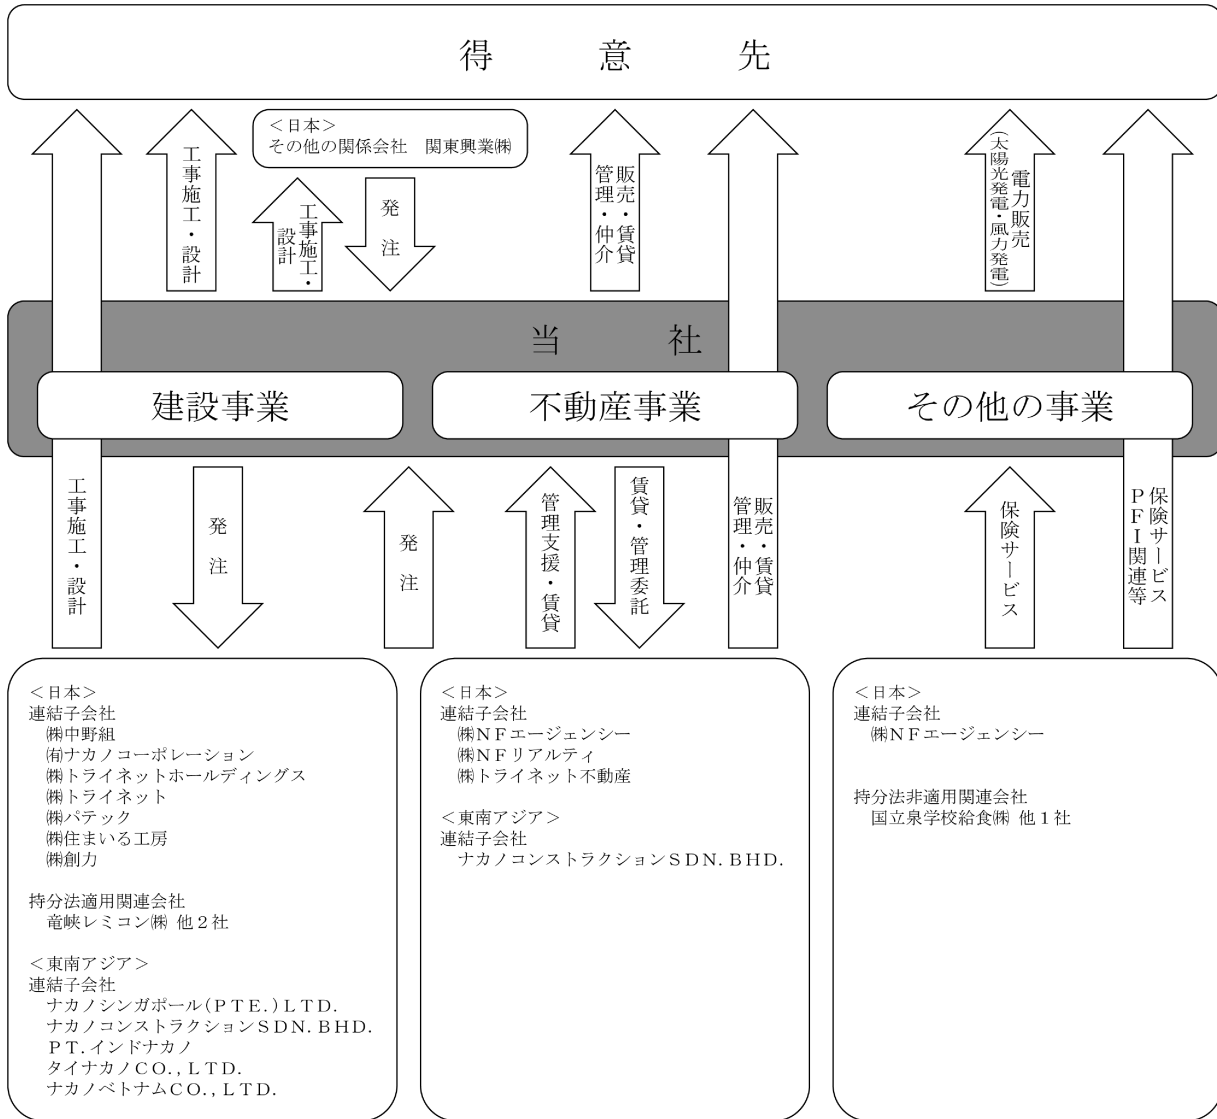 得意先
＜日本＞
その他の関係会社　関東興業㈱
工事施工・設計
工事施工・
設計
発注
販売・賃貸
管理・仲介
電力販売
(太陽光発電・風力発電)
当社
建設事業
不動産事業
その他の事業
工事施工・設計
発注
発注
管理支援・賃貸
賃貸・管理委託
販売・賃貸
管理・仲介
保険サービス
保険サービス
ＰＦＩ関連等
＜日本＞
連結子会社
㈱中野組
㈲ナカノコーポレーション
㈱トライネットホールディングス
㈱トライネット
㈱パテック
㈱住まいる工房
㈱創力
持分法適用関連会社
竜峡レミコン㈱ 他２社
＜東南アジア＞
連結子会社
ナカノシンガポール(ＰＴＥ.)ＬＴＤ.
ナカノコンストラクションＳＤＮ.ＢＨＤ.
ＰＴ.インドナカノ
タイナカノＣＯ.,ＬＴＤ.
ナカノベトナムＣＯ.,ＬＴＤ.
＜日本＞
連結子会社
㈱ＮＦエージェンシー
㈱ＮＦリアルティ
㈱トライネット不動産
＜東南アジア＞
連結子会社
ナカノコンストラクションＳＤＮ.ＢＨＤ.
＜日本＞
連結子会社
㈱ＮＦエージェンシー
持分法非適用関連会社
国立泉学校給食㈱ 他１社